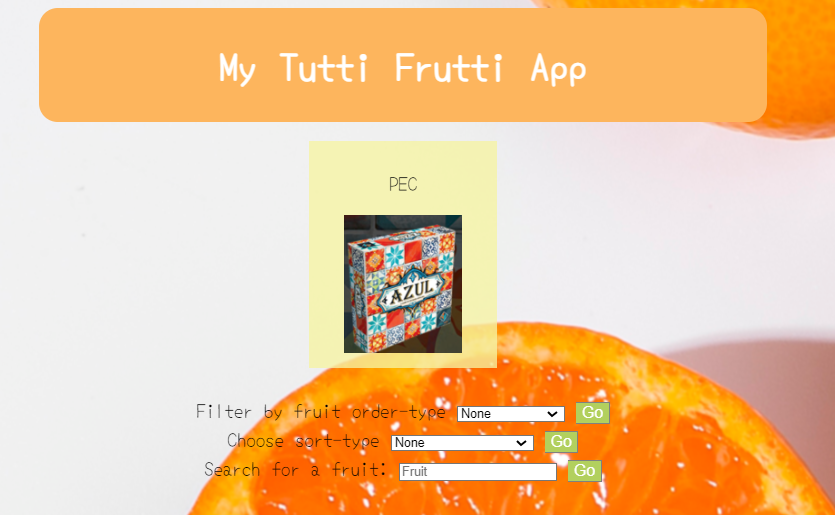 My Tutti Frutti App
PEC
AZUL
Filter by fruit order-type None Go
Choose sort-type None Go
Search for a fruit: Fruit Go